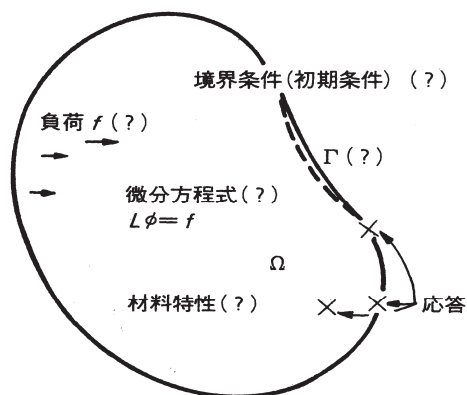 境界条件(初期条件) (?)
負荷 f (?)
Γ(?)
微分方程式(?)
Lϕ=f
Ω
材料特性(?)
応答